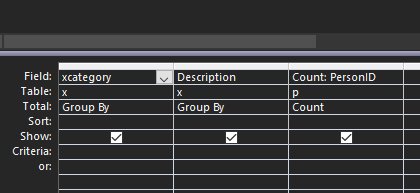 Field: xcategory Description Count: PersonID
Table: x x p
Total: Group By Group By Count
Sort:
Show:
Criteria:
or: